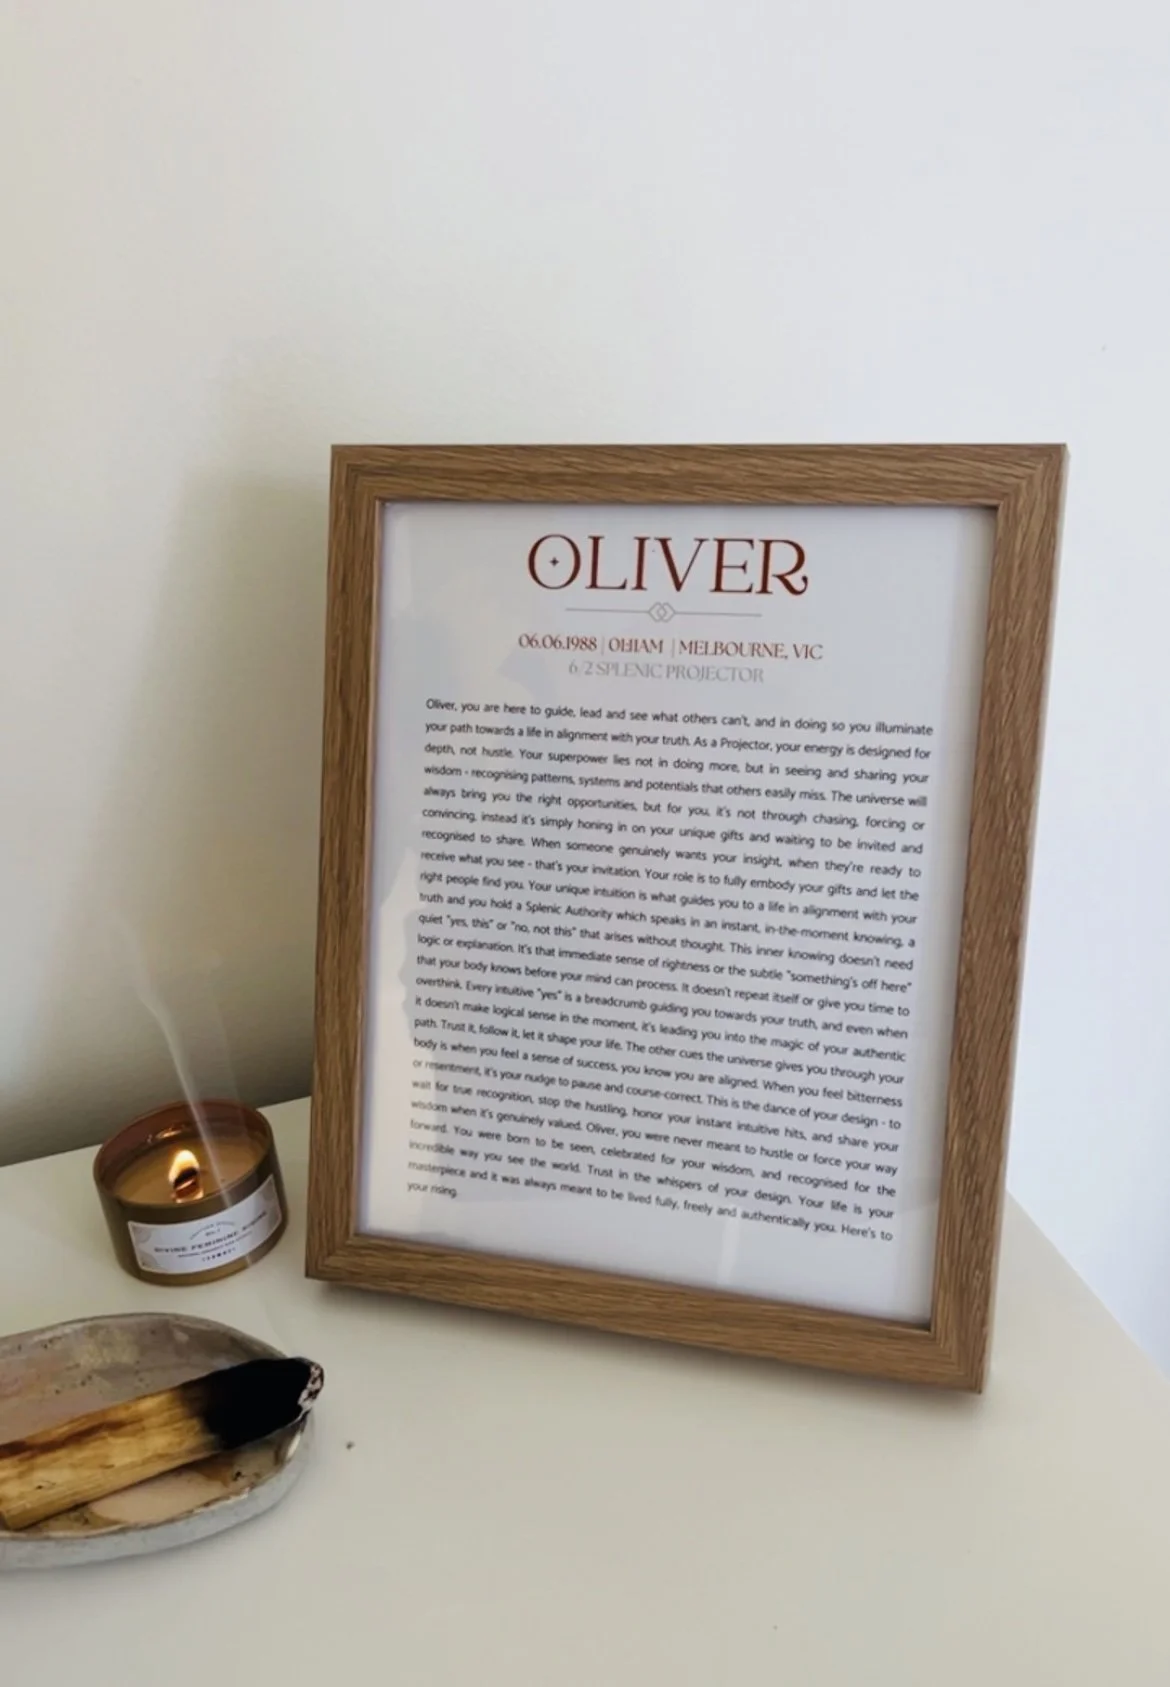 OLIVER
06.06.1988 | 01:11AM | MELBOURNE, VIC
6/2 SPLENIC PROJECTOR
Oliver, you are here to guide, lead and see what others can't, and in doing so you illuminate
your path towards a life in alignment with your truth. As a Projector, your energy is designed for
depth, not hustle. Your superpower lies not in doing more, but in seeing and sharing your
wisdom - recognising patterns, systems and potentials that others easily miss. The universe will
always bring you the right opportunities, but for you, it's not through chasing, forcing or
convincing, instead it's simply honing in on your unique gifts and waiting to be invited and
recognised to share. When someone genuinely wants your insight, when they're ready to
receive what you see - that's your invitation. Your role is to fully embody your gifts and let the
right people find you. Your unique intuition is what guides you to a life in alignment with your
truth and you hold a Splenic Authority which speaks in an instant, in-the-moment knowing, a
quiet "yes, this" or "no, not this" that arises without thought. This inner knowing doesn't need
logic or explanation. It's that immediate sense of rightness or the subtle "something's off here"
that your body knows before your mind can process. It doesn't repeat itself or give you time to
overthink. Every intuitive "yes" is a breadcrumb guiding you towards your truth, and even when
it doesn't make logical sense in the moment, it's leading you into the magic of your authentic
path. Trust it, follow it, let it shape your life. The other cues the universe gives you through your
body is when you feel a sense of success, you know you are aligned. When you feel bitterness
or resentment, it's your nudge to pause and course-correct. This is the dance of your design - to
wait for true recognition, stop the hustling, honor your instant intuitive hits, and share your
wisdom when it's genuinely valued. Oliver, you were never meant to hustle or force your way
forward. You were born to be seen, celebrated for your wisdom, and recognised for the
incredible way you see the world. Trust in the whispers of your design. Your life is your
masterpiece and it was always meant to be lived fully, freely and authentically you. Here's to
your rising.
DIVINE FEMININE RISING